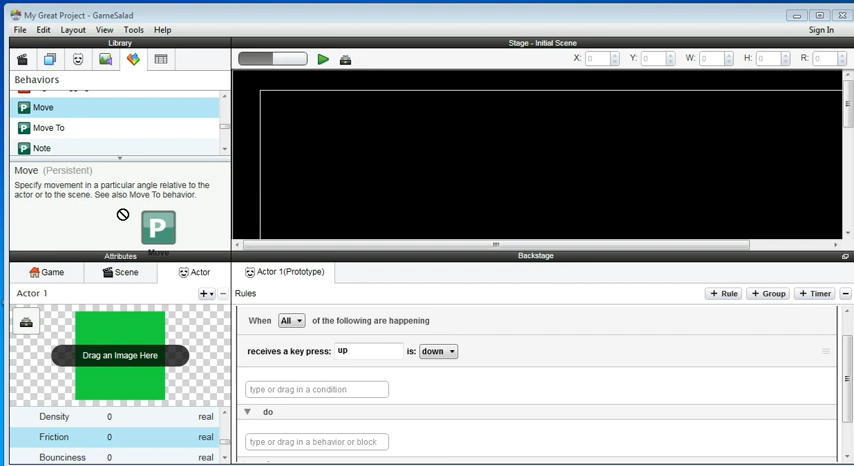 My Great Project - GameSalad
File Edit Layout View Tools Help Sign In
Library
Stage - Initial Scene
X: 0 Y: 0 W: 0 H: 0 R: 0
Behaviors
P Move
P Move To
P Note
Move (Persistent)
Specify movement in a particular angle relative to the
actor or to the scene. See also Move To behavior.
P
Move
Attributes
Backstage
Game Scene Actor
Actor 1(Prototype)
Actor 1
Rules + Rule + Group + Timer
Drag an Image Here
When All of the following are happening
receives a key press: up is: down
type or drag in a condition
do
type or drag in a behavior or block
Density 0 real
Friction 0 real
Bounciness 0 real